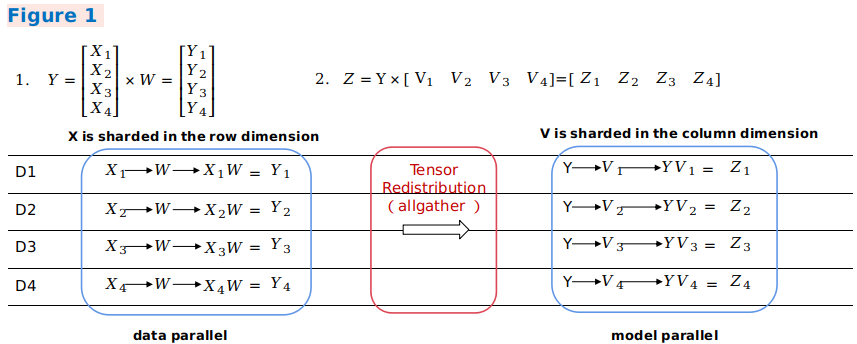 Figure 1
1. Y = [X1 X2 X3 X4] × W = [Y1 Y2 Y3 Y4]
2. Z = Y × [ V1 V2 V3 V4]=[ Z1 Z2 Z3 Z4]
X is sharded in the row dimension
V is sharded in the column dimension
D1 X1→W→X1W = Y1
D2 X2→W→X2W = Y2
D3 X3→W→X3W = Y3
D4 X4→W→X4W = Y4
Tensor
Redistribution
( allgather )
Y→V1→YV1 = Z1
Y→V2→YV2 = Z2
Y→V3→YV3 = Z3
Y→V4→YV4 = Z4
data parallel
model parallel